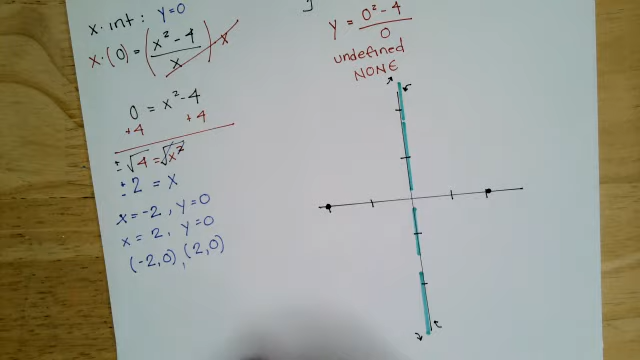 x.int: y=0
x·(0) = (x²-4/x) x
0 = x²-4
+4 +4
±√4 = √x²
±2 = x
x=-2, y=0
x=2, y=0
(-2,0), (2,0)
y = 0²-4/0
undefined
NONE